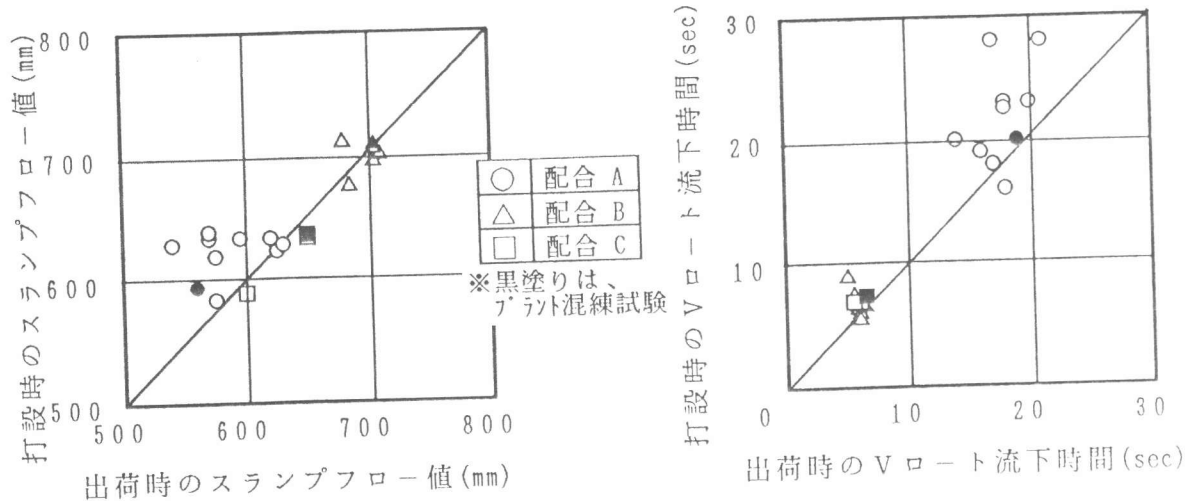 打設時のスランプフロー値(mm)
800
700
600
500
500 600 700 800
出荷時のスランプフロー値(mm)
○ 配合 A
△ 配合 B
□ 配合 C
※黒塗りは、
プラント混練試験
打設時のVロート流下時間(sec)
30
20
10
0 10 20 30
出荷時のVロート流下時間(sec)